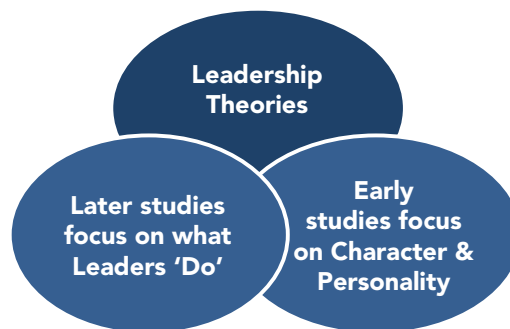 Leadership
Theories
Later studies
focus on what
Leaders ‘Do’
Early
studies focus
on Character &
Personality